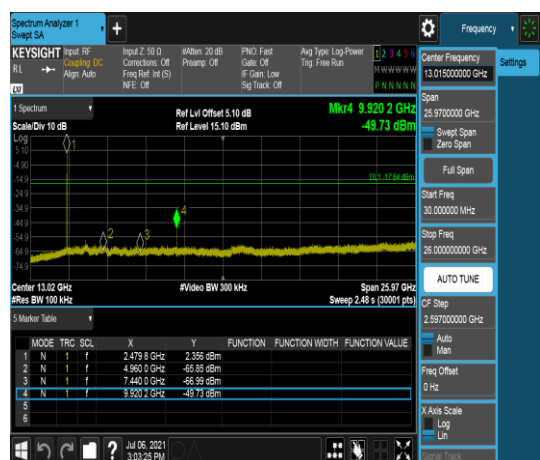 Spectrum Analyzer 1
Swept SA
+
Frequency
KEYSIGHT
Input: RF
Coupling: DC
Align: Auto
Input Z: 50 Ω
Corrections: Off
Freq Ref: Int (S)
NFE: Off
#Atten: 20 dB
Preamp: Off
PNO: Fast
Gate: Off
IF Gain: Low
Sig Track: Off
Avg Type: Log-Power
Trig: Free Run
1 2 3 4 5 6
M W W W W W
P N N N N N
RL
LXI
Center Frequency
13.015000000 GHz
Settings
Span
25.9700000 GHz
Swept Span
Zero Span
Full Span
Start Freq
30.000000 MHz
Stop Freq
26.000000000 GHz
AUTO TUNE
CF Step
2.597000000 GHz
Auto
Man
Freq Offset
0 Hz
X Axis Scale
Log
Lin
Signal Track
1 Spectrum
Scale/Div 10 dB
Log
Ref Lvl Offset 5.10 dB
Ref Level 15.10 dBm
Mkr4 9.920 2 GHz
-49.73 dBm
5.10
-4.90
-14.9
-24.9
-34.9
-44.9
-54.9
-64.9
-74.9
1
2
3
4
DL1 -17.64 dBm
Center 13.02 GHz
#Res BW 100 kHz
#Video BW 300 kHz
Span 25.97 GHz
Sweep 2.48 s (30001 pts)
5 Marker Table
MODE TRC SCL X Y FUNCTION FUNCTION WIDTH FUNCTION VALUE
1 N 1 f 2.479 8 GHz 2.356 dBm
2 N 1 f 4.960 0 GHz -65.85 dBm
3 N 1 f 7.440 0 GHz -66.99 dBm
4 N 1 f 9.920 2 GHz -49.73 dBm
5
6
?
Jul 06, 2021
3:03:25 PM